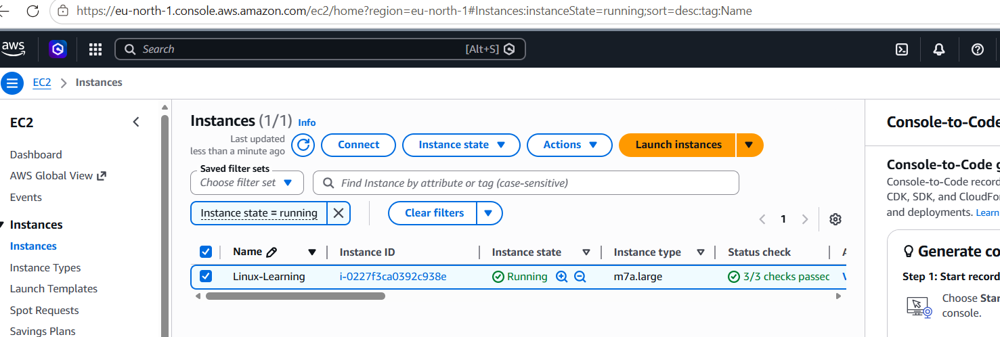 https://eu-north-1.console.aws.amazon.com/ec2/home?region=eu-north-1#Instances:instanceState=running;sort=desc:tag:Name
aws
Search
[Alt+S]
EC2
Instances
EC2
Dashboard
AWS Global View
Events
Instances
Instances
Instance Types
Launch Templates
Spot Requests
Savings Plans
Instances (1/1) Info
Last updated
less than a minute ago
Connect
Instance state
Actions
Launch instances
Saved filter sets
Choose filter set
Find Instance by attribute or tag (case-sensitive)
Instance state = running
Clear filters
1
Name Instance ID Instance state Instance type Status check
Linux-Learning i-0227f3ca0392c938e Running m7a.large 3/3 checks passed
Console-to-Code
Console-to-Code g
Console-to-Code record
CDK, SDK, and CloudFor
and deployments. Learn
Generate co
Step 1: Start record
Choose Star
console.